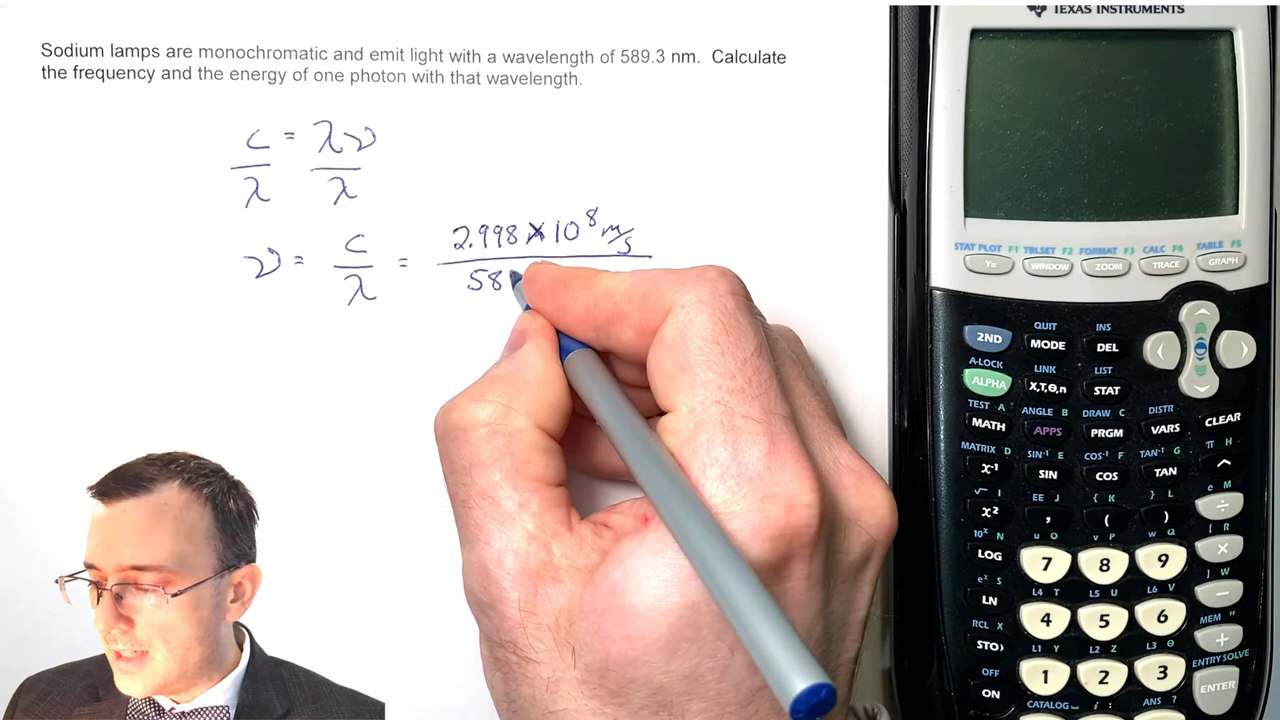 Sodium lamps are monochromatic and emit light with a wavelength of 589.3 nm. Calculate
the frequency and the energy of one photon with that wavelength.
c = λν
λ λ
ν = c/λ = 2.998 × 10⁸ m/s
58
TEXAS INSTRUMENTS
STAT PLOT F1 TBLSET F2 FORMAT F3 CALC F4 TABLE F5
Y= WINDOW ZOOM TRACE GRAPH
QUIT INS
2ND MODE DEL
A-LOCK LINK LIST
ALPHA X,T,Θ,n STAT
TEST A ANGLE B DRAW C DISTR
MATH APPS PRGM VARS CLEAR
MATRIX D SIN⁻¹ E COS⁻¹ F TAN⁻¹ G π H
x⁻¹ SIN COS TAN ^
√ I EE J { K } L e M
x² , ( ) ÷
10ˣ N u O v P w Q [ R
LOG 7 8 9 ×
eˣ S L4 T L5 U L6 V ] W
LN 4 5 6 −
RCL X L1 Y L2 Z L3 Θ MEM "
STO 1 2 3 +
OFF CATALOG i : ANS ? ENTRY SOLVE
ON ENTER